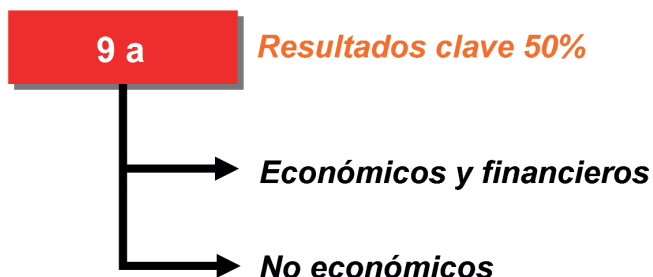 9 a
Resultados clave 50%
Económicos y financieros
No económicos